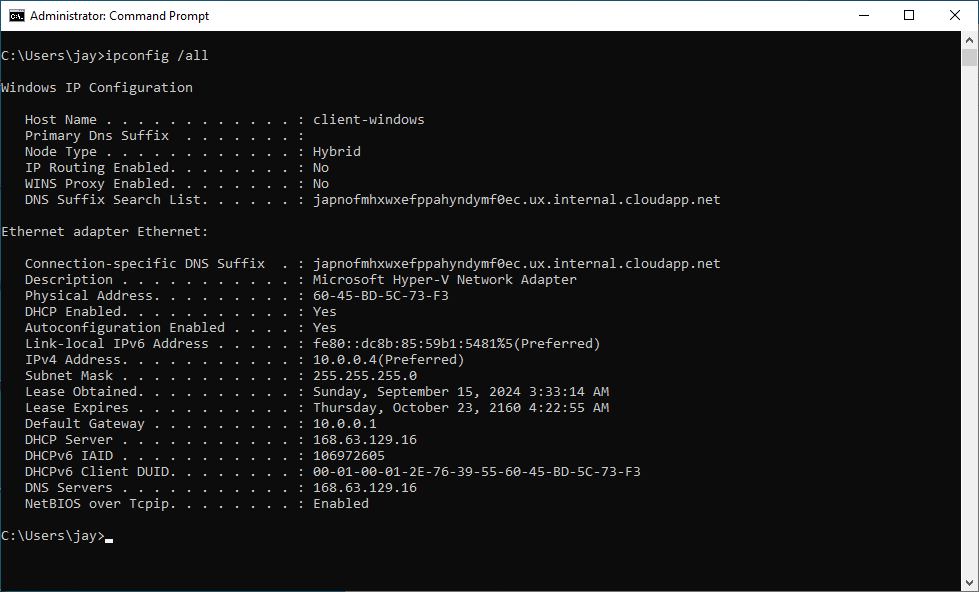 Administrator: Command Prompt
C:\Users\jay>ipconfig /all
Windows IP Configuration
Host Name . . . . . . . . . . . . : client-windows
Primary Dns Suffix  . . . . . . . :
Node Type . . . . . . . . . . . . : Hybrid
IP Routing Enabled. . . . . . . . : No
WINS Proxy Enabled. . . . . . . . : No
DNS Suffix Search List. . . . . . : japnofmhxwxefppahyndymf0ec.ux.internal.cloudapp.net
Ethernet adapter Ethernet:
Connection-specific DNS Suffix  . : japnofmhxwxefppahyndymf0ec.ux.internal.cloudapp.net
Description . . . . . . . . . . . : Microsoft Hyper-V Network Adapter
Physical Address. . . . . . . . . : 60-45-BD-5C-73-F3
DHCP Enabled. . . . . . . . . . . : Yes
Autoconfiguration Enabled . . . . : Yes
Link-local IPv6 Address . . . . . : fe80::dc8b:85:59b1:5481%5(Preferred)
IPv4 Address. . . . . . . . . . . : 10.0.0.4(Preferred)
Subnet Mask . . . . . . . . . . . : 255.255.255.0
Lease Obtained. . . . . . . . . . : Sunday, September 15, 2024 3:33:14 AM
Lease Expires . . . . . . . . . . : Thursday, October 23, 2160 4:22:55 AM
Default Gateway . . . . . . . . . : 10.0.0.1
DHCP Server . . . . . . . . . . . : 168.63.129.16
DHCPv6 IAID . . . . . . . . . . . : 106972605
DHCPv6 Client DUID. . . . . . . . : 00-01-00-01-2E-76-39-55-60-45-BD-5C-73-F3
DNS Servers . . . . . . . . . . . : 168.63.129.16
NetBIOS over Tcpip. . . . . . . . : Enabled
C:\Users\jay>